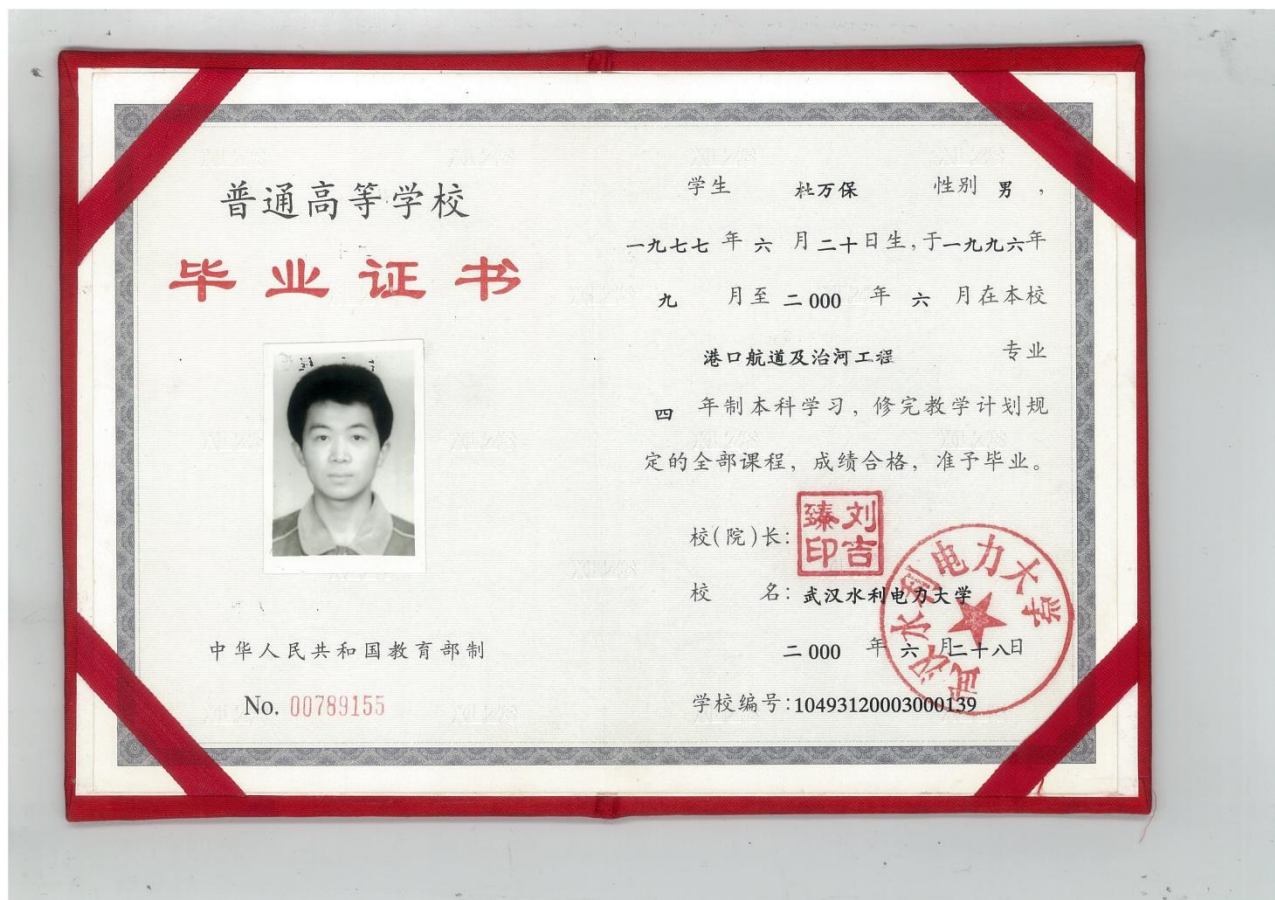 普通高等学校
毕业证书
中华人民共和国教育部制
No. 00789155
学生 杜万保 性别 男，
一九七七 年 六 月 二十 日生，于 一九九六 年
九 月至 二000 年 六 月在本校
港口航道及治河工程 专业
四 年制本科学习，修完教学计划规
定的全部课程，成绩合格，准予毕业。
校(院)长：
刘吉臻印
校 名：武汉水利电力大学
武汉水利电力大学
二000 年 六 月二十八日
学校编号：10493120003000139